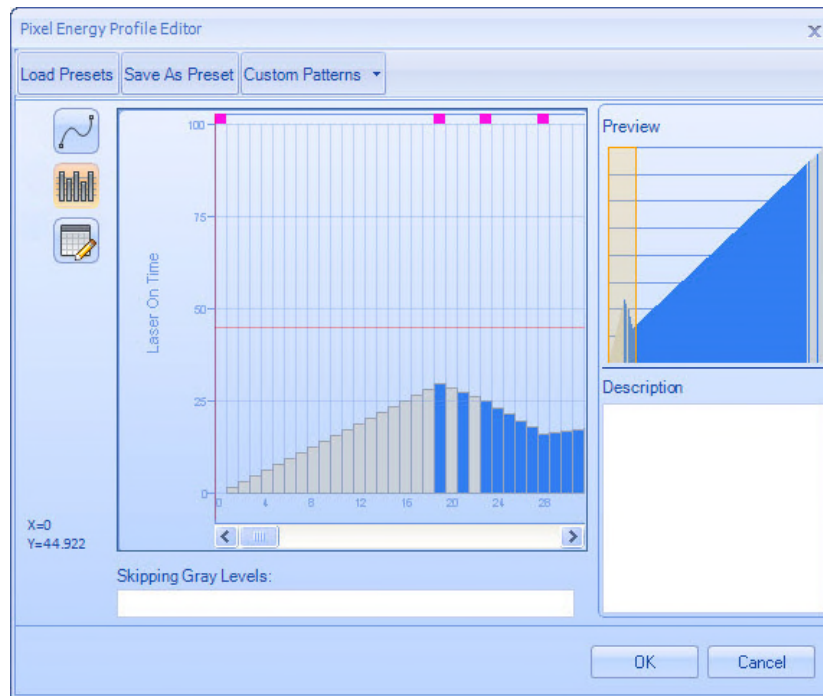 Pixel Energy Profile Editor
x
Load Presets Save As Preset Custom Patterns
Preview
100
75
50
25
0
Laser On Time
0 4 8 12 16 20 24 28
X=0
Y=44.922
Skipping Gray Levels:
Description
OK Cancel